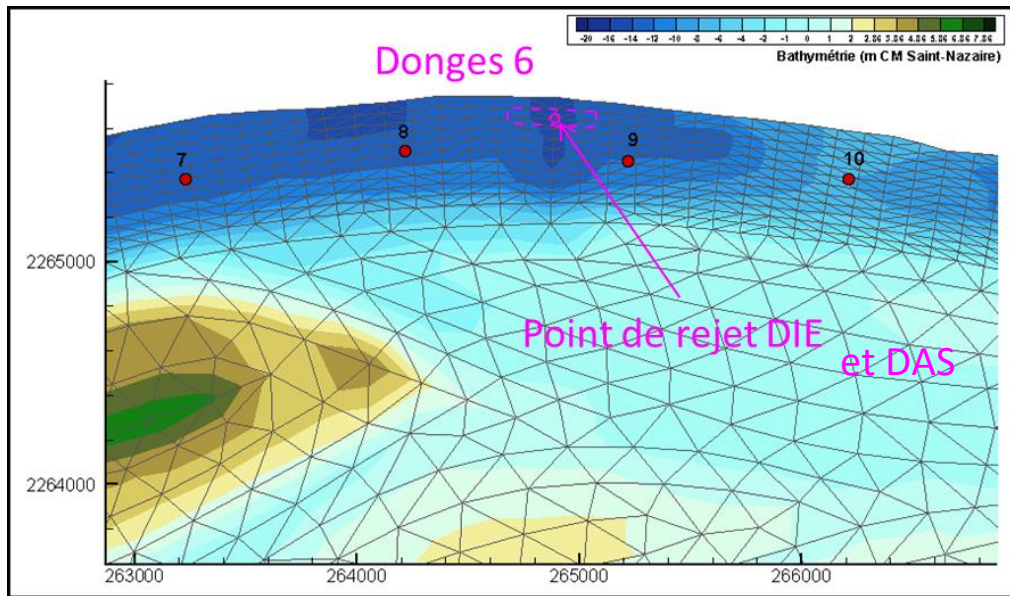 -20 -16 -14 -12 -10 -8 -6 -4 -2 -1 0 1 2 2.86 3.86 4.86 5.86 6.86 7.86
Bathymétrie (m CM Saint-Nazaire)
Donges 6
7
8
9
10
2265000
Point de rejet DIE
et DAS
2264000
263000 264000 265000 266000